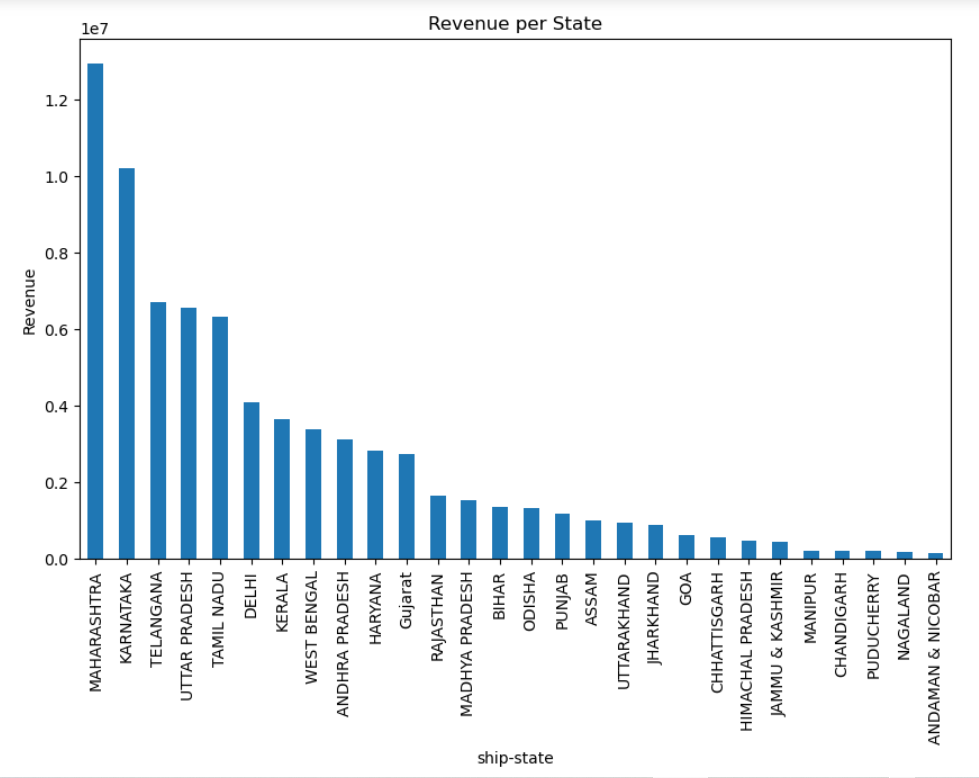 Revenue per State
1e7
1.2
1.0
0.8
0.6
0.4
0.2
0.0
Revenue
MAHARASHTRA
KARNATAKA
TELANGANA
UTTAR PRADESH
TAMIL NADU
DELHI
KERALA
WEST BENGAL
ANDHRA PRADESH
HARYANA
Gujarat
RAJASTHAN
MADHYA PRADESH
BIHAR
ODISHA
PUNJAB
ASSAM
UTTARAKHAND
JHARKHAND
GOA
CHHATTISGARH
HIMACHAL PRADESH
JAMMU & KASHMIR
MANIPUR
CHANDIGARH
PUDUCHERRY
NAGALAND
ANDAMAN & NICOBAR
ship-state